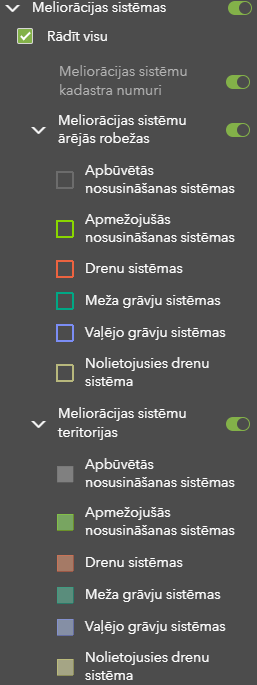 Meliorācijas sistēmas
Rādīt visu
Meliorācijas sistēmu
kadastra numuri
Meliorācijas sistēmu
ārējās robežas
Apbūvētās
nosusināšanas sistēmas
Apmežojušās
nosusināšanas sistēmas
Drenu sistēmas
Meža grāvju sistēmas
Vaļējo grāvju sistēmas
Nolietojusies drenu
sistēma
Meliorācijas sistēmu
teritorijas
Apbūvētās
nosusināšanas sistēmas
Apmežojušās
nosusināšanas sistēmas
Drenu sistēmas
Meža grāvju sistēmas
Vaļējo grāvju sistēmas
Nolietojusies drenu
sistēma